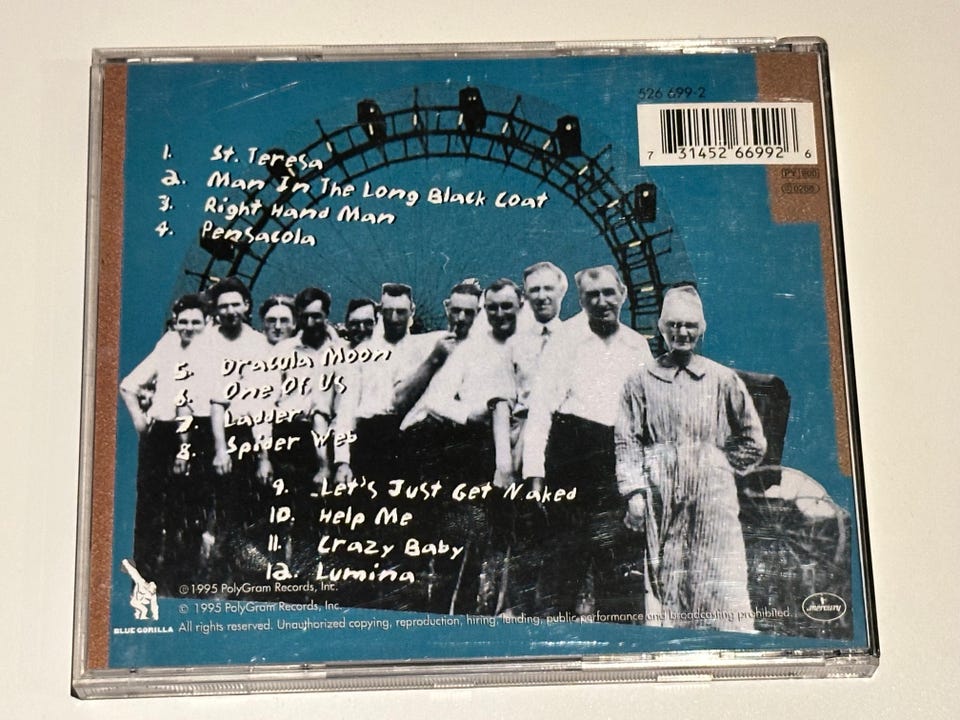 526 699-2
7 31452 66992 6
PY 900
1. St. Teresa
2. Man In The Long Black Coat
3. Right Hand Man
4. Pensacola
5. Dracula Moon
6. One Of Us
7. Ladder
8. Spider Web
9. Let's Just Get Naked
10. Help Me
11. Crazy Baby
12. Lumina
©1995 PolyGram Records, Inc.
℗ 1995 PolyGram Records, Inc.
BLUE GORILLA All rights reserved. Unauthorized copying, reproduction, hiring, lending, public performance and broadcasting prohibited.
mercury